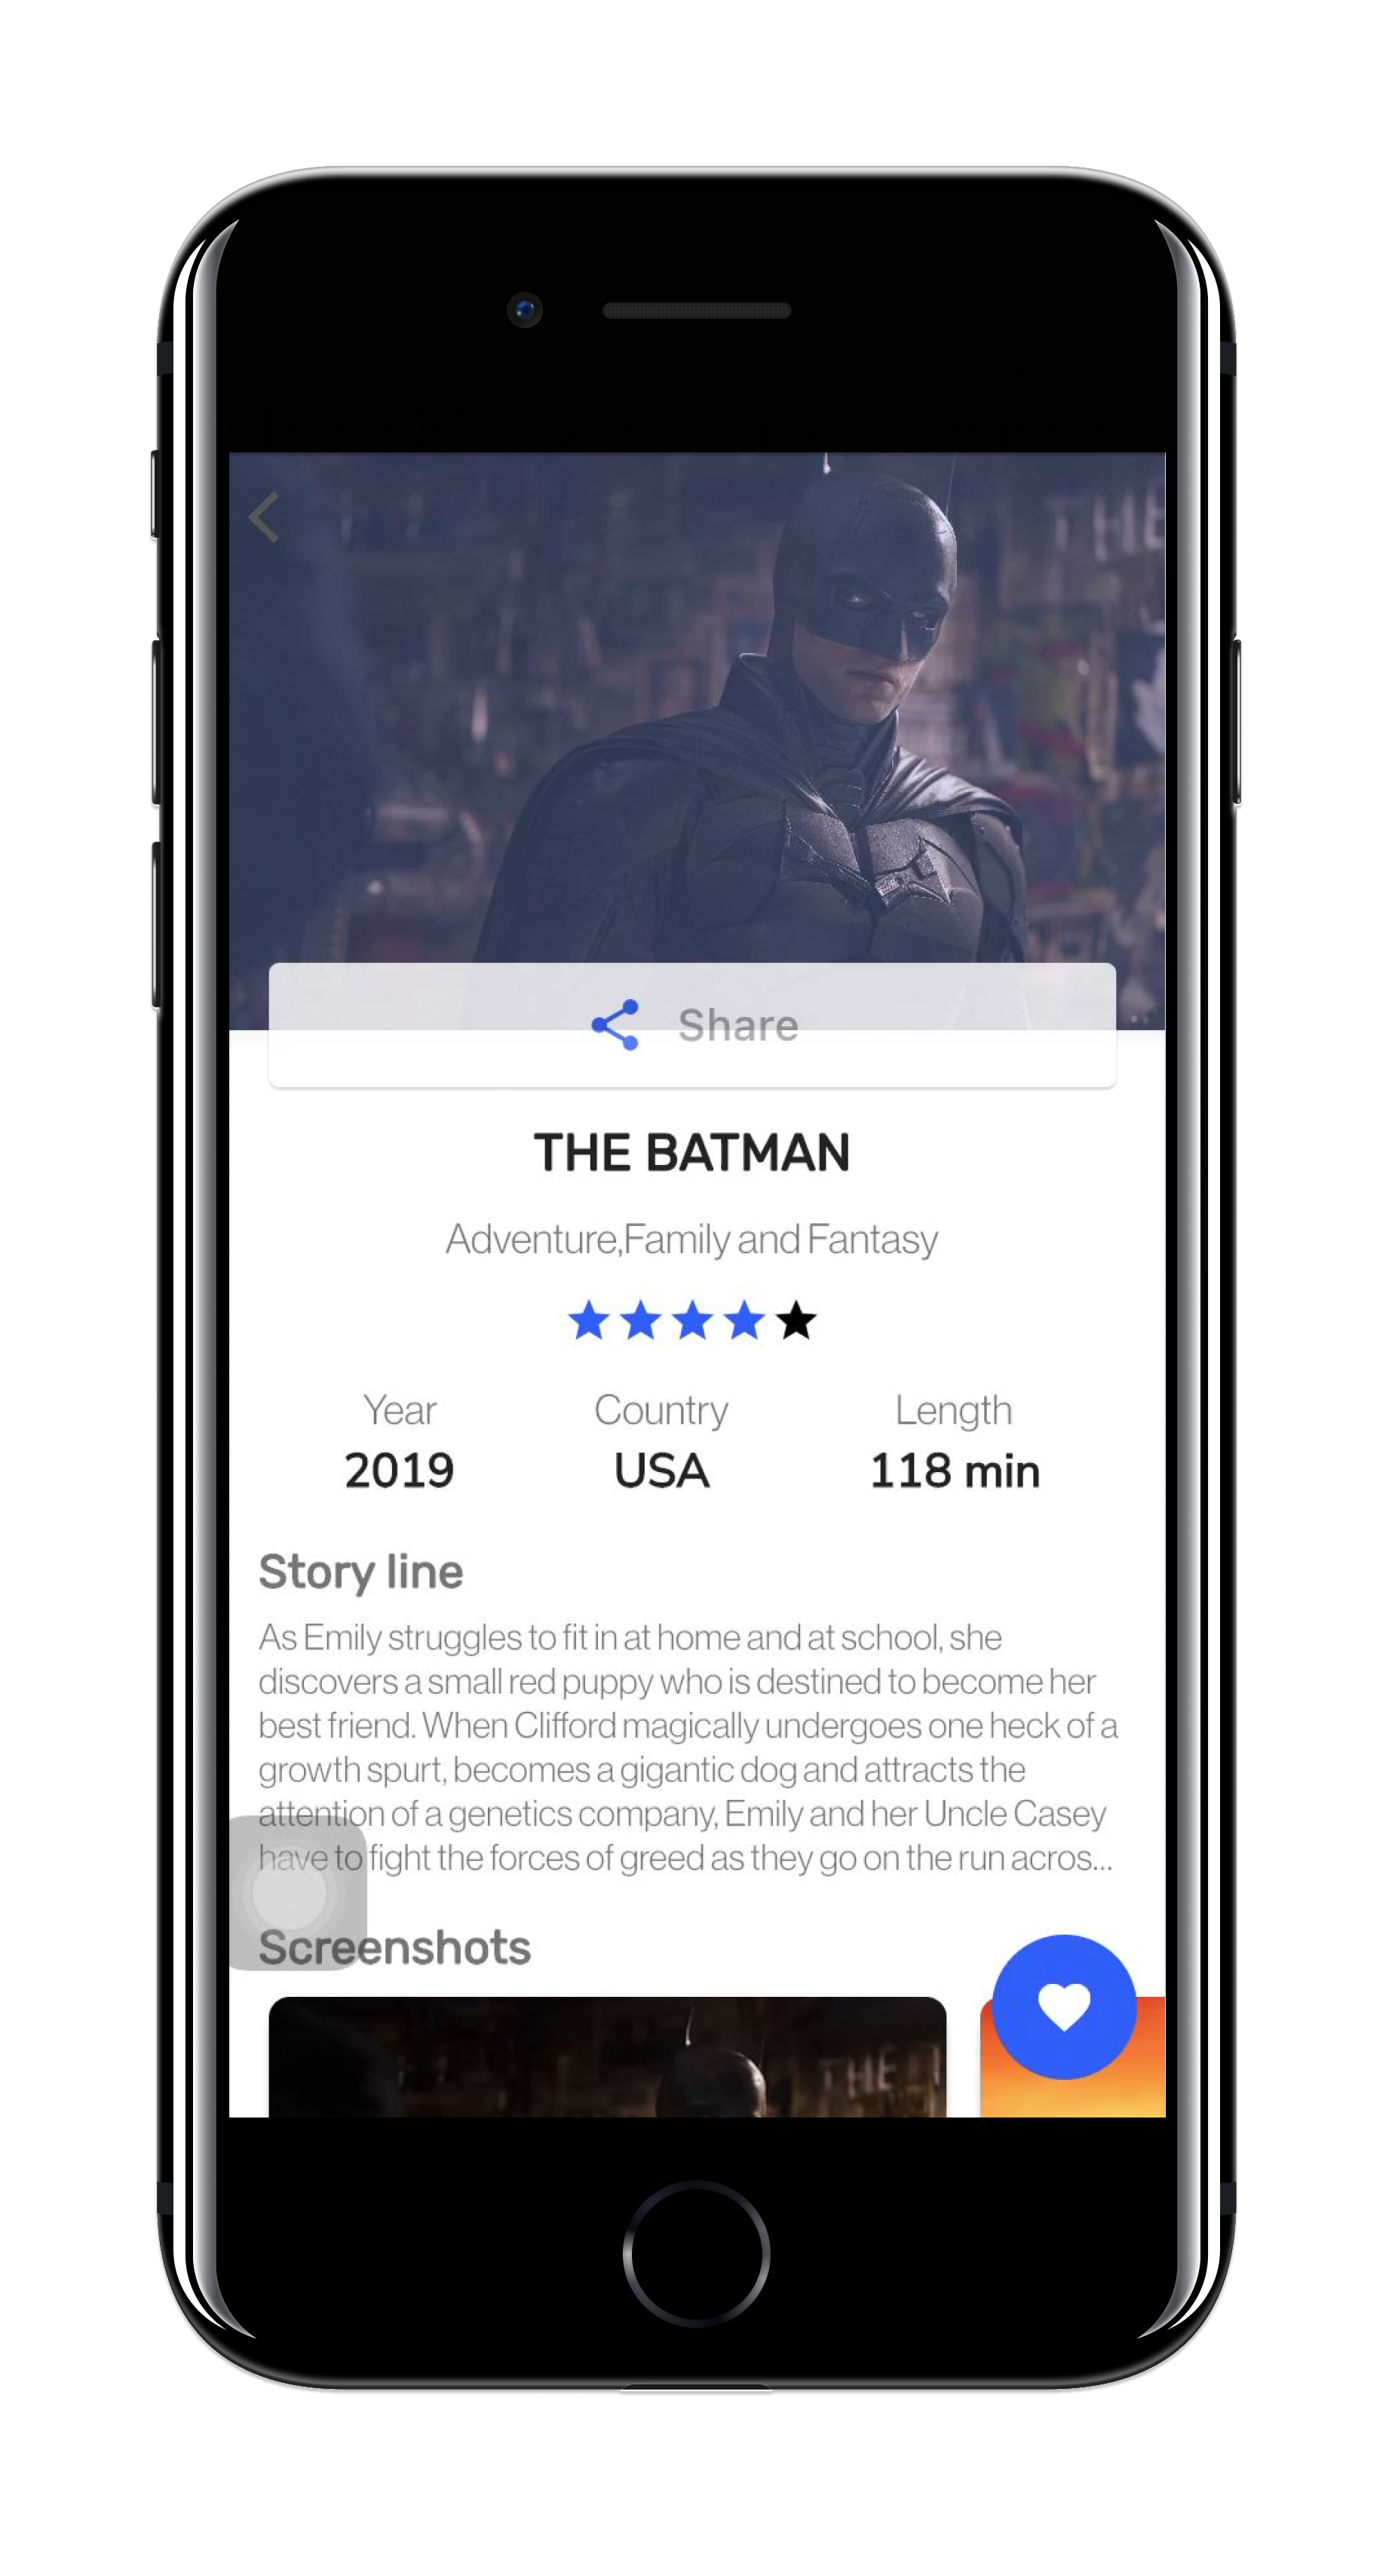 THE
Share
THE BATMAN
Adventure,Family and Fantasy
Year Country Length
2019 USA 118 min
Story line
As Emily struggles to fit in at home and at school, she
discovers a small red puppy who is destined to become her
best friend. When Clifford magically undergoes one heck of a
growth spurt, becomes a gigantic dog and attracts the
attention of a genetics company, Emily and her Uncle Casey
have to fight the forces of greed as they go on the run acros...
Screenshots
THE